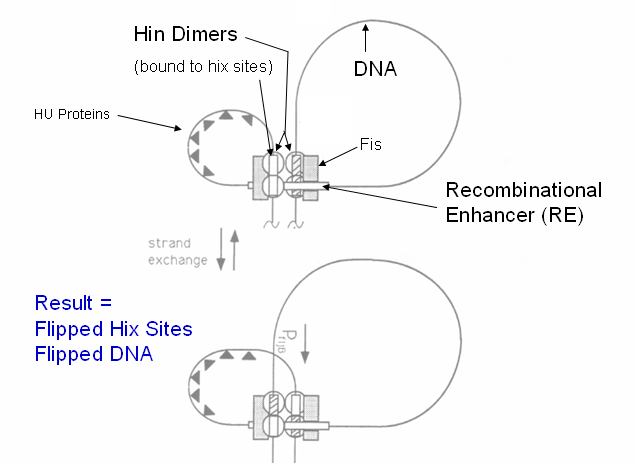 Hin Dimers
(bound to hix sites)
DNA
HU Proteins
Fis
Recombinational
Enhancer (RE)
strand
exchange
Result =
Flipped Hix Sites
Flipped DNA
P fljB